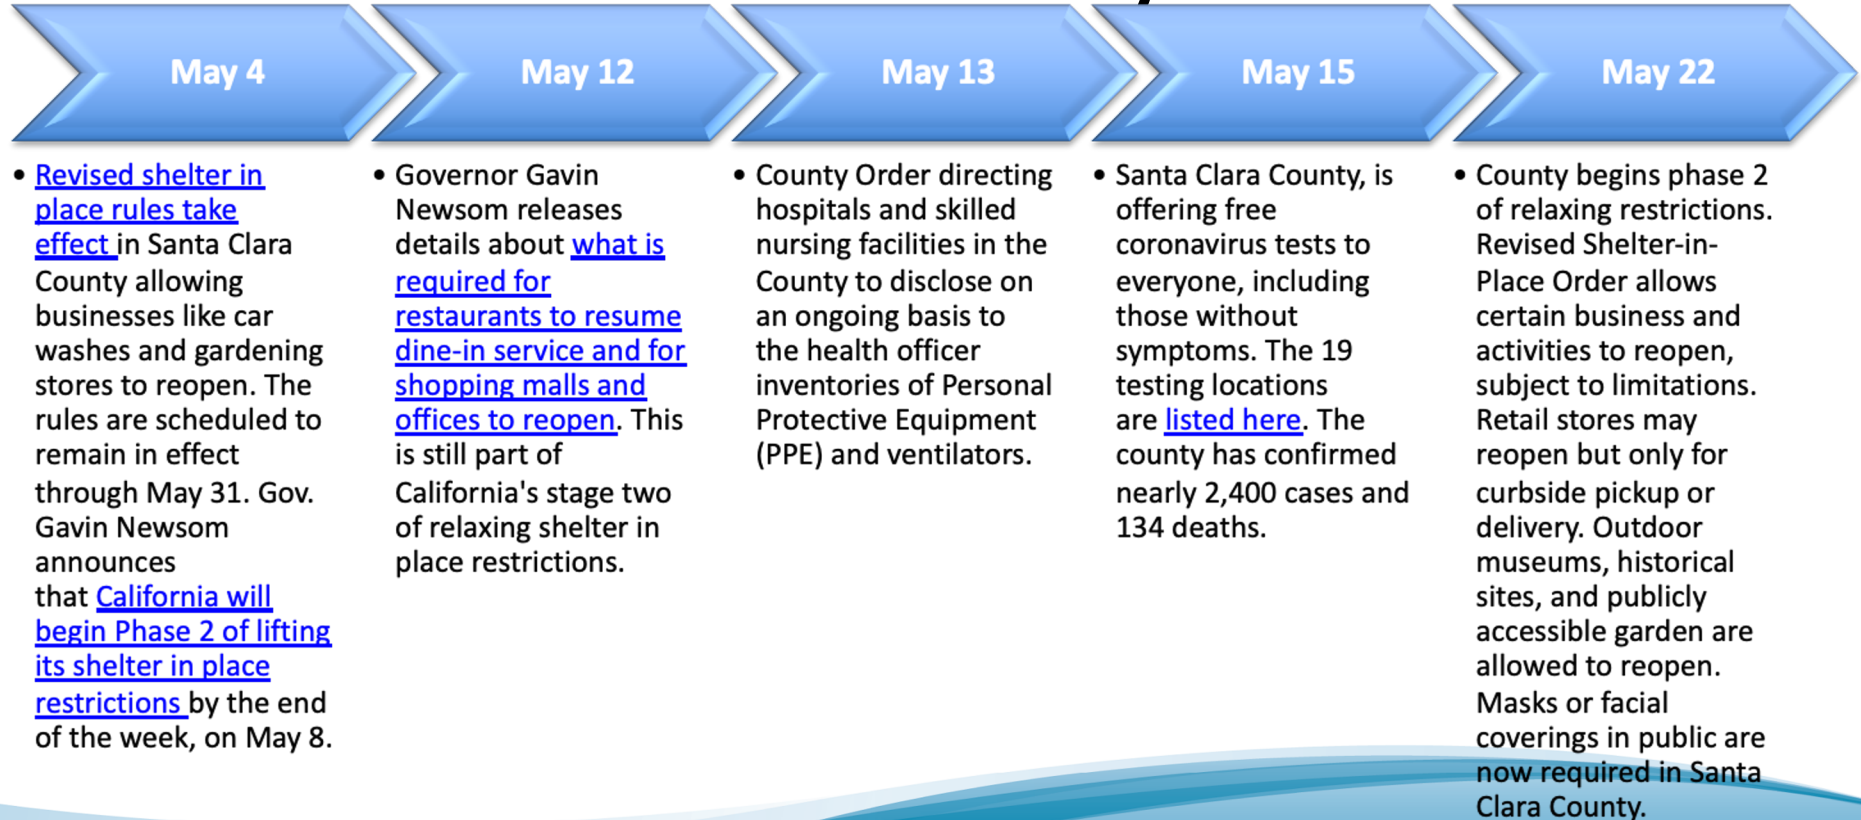 May 4
May 12
May 13
May 15
May 22
• Revised shelter in
place rules take
effect in Santa Clara
County allowing
businesses like car
washes and gardening
stores to reopen. The
rules are scheduled to
remain in effect
through May 31. Gov.
Gavin Newsom
announces
that California will
begin Phase 2 of lifting
its shelter in place
restrictions by the end
of the week, on May 8.
• Governor Gavin
Newsom releases
details about what is
required for
restaurants to resume
dine-in service and for
shopping malls and
offices to reopen. This
is still part of
California's stage two
of relaxing shelter in
place restrictions.
• County Order directing
hospitals and skilled
nursing facilities in the
County to disclose on
an ongoing basis to
the health officer
inventories of Personal
Protective Equipment
(PPE) and ventilators.
• Santa Clara County, is
offering free
coronavirus tests to
everyone, including
those without
symptoms. The 19
testing locations
are listed here. The
county has confirmed
nearly 2,400 cases and
134 deaths.
• County begins phase 2
of relaxing restrictions.
Revised Shelter-in-
Place Order allows
certain business and
activities to reopen,
subject to limitations.
Retail stores may
reopen but only for
curbside pickup or
delivery. Outdoor
museums, historical
sites, and publicly
accessible garden are
allowed to reopen.
Masks or facial
coverings in public are
now required in Santa
Clara County.